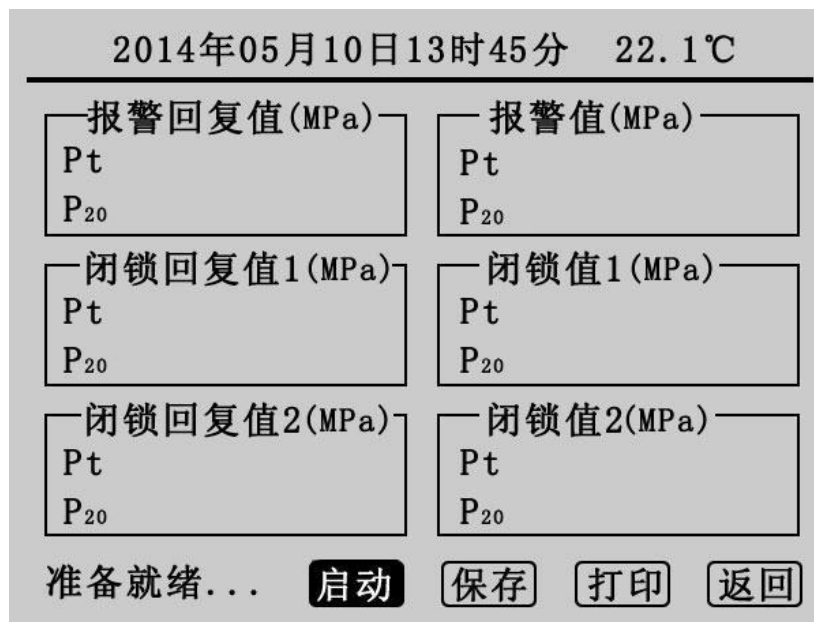 2014年05月10日13时45分 22.1℃
报警回复值(MPa) 报警值(MPa)
Pt Pt
P20 P20
闭锁回复值1(MPa) 闭锁值1(MPa)
Pt Pt
P20 P20
闭锁回复值2(MPa) 闭锁值2(MPa)
Pt Pt
P20 P20
准备就绪... 启动 保存 打印 返回